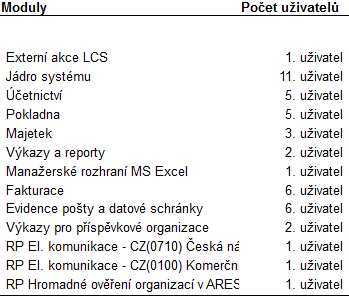 Moduly Počet uživatelů
Externí akce LCS 1. uživatel
Jádro systému 11. uživatel
Účetnictví 5. uživatel
Pokladna 5. uživatel
Majetek 3. uživatel
Výkazy a reporty 2. uživatel
Manažerské rozhraní MS Excel 1. uživatel
Fakturace 6. uživatel
Evidence pošty a datové schránky 6. uživatel
Výkazy pro příspěvkové organizace 2. uživatel
RP El. komunikace - CZ(0710) Česká ná 1. uživatel
RP El. komunikace - CZ(0100) Komerčn 1. uživatel
RP Hromadné ověření organizací v ARES 1. uživatel